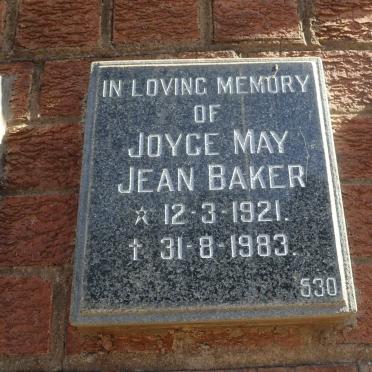 IN LOVING MEMORY
OF
JOYCE MAY
JEAN BAKER
☆ 12-3-1921.
† 31-8-1983.
530